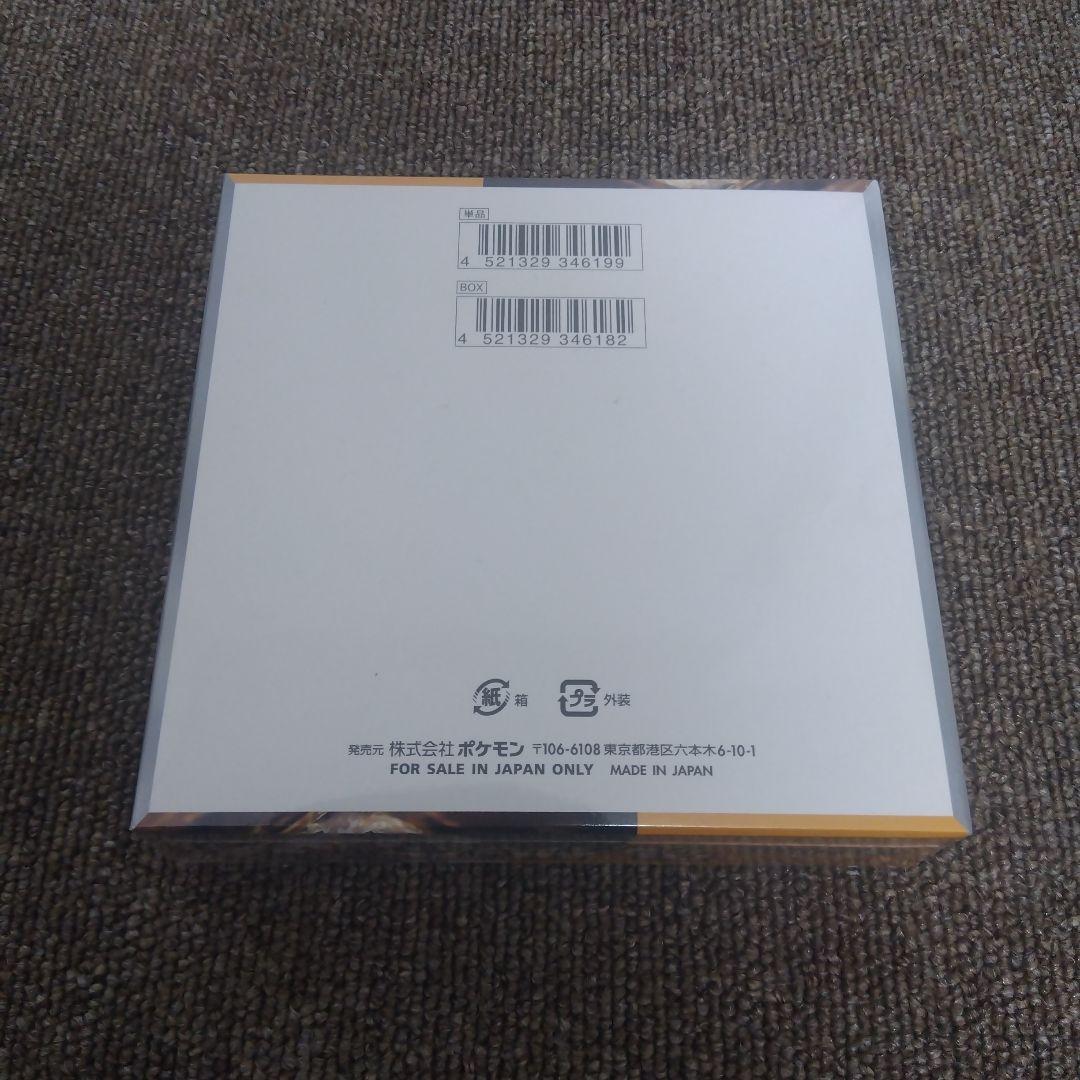 単品
4 521329 346199
BOX
4 521329 346182
紙 箱 プラ 外装
発売元 株式会社 ポケモン 〒106-6108 東京都港区六本木6-10-1
FOR SALE IN JAPAN ONLY MADE IN JAPAN